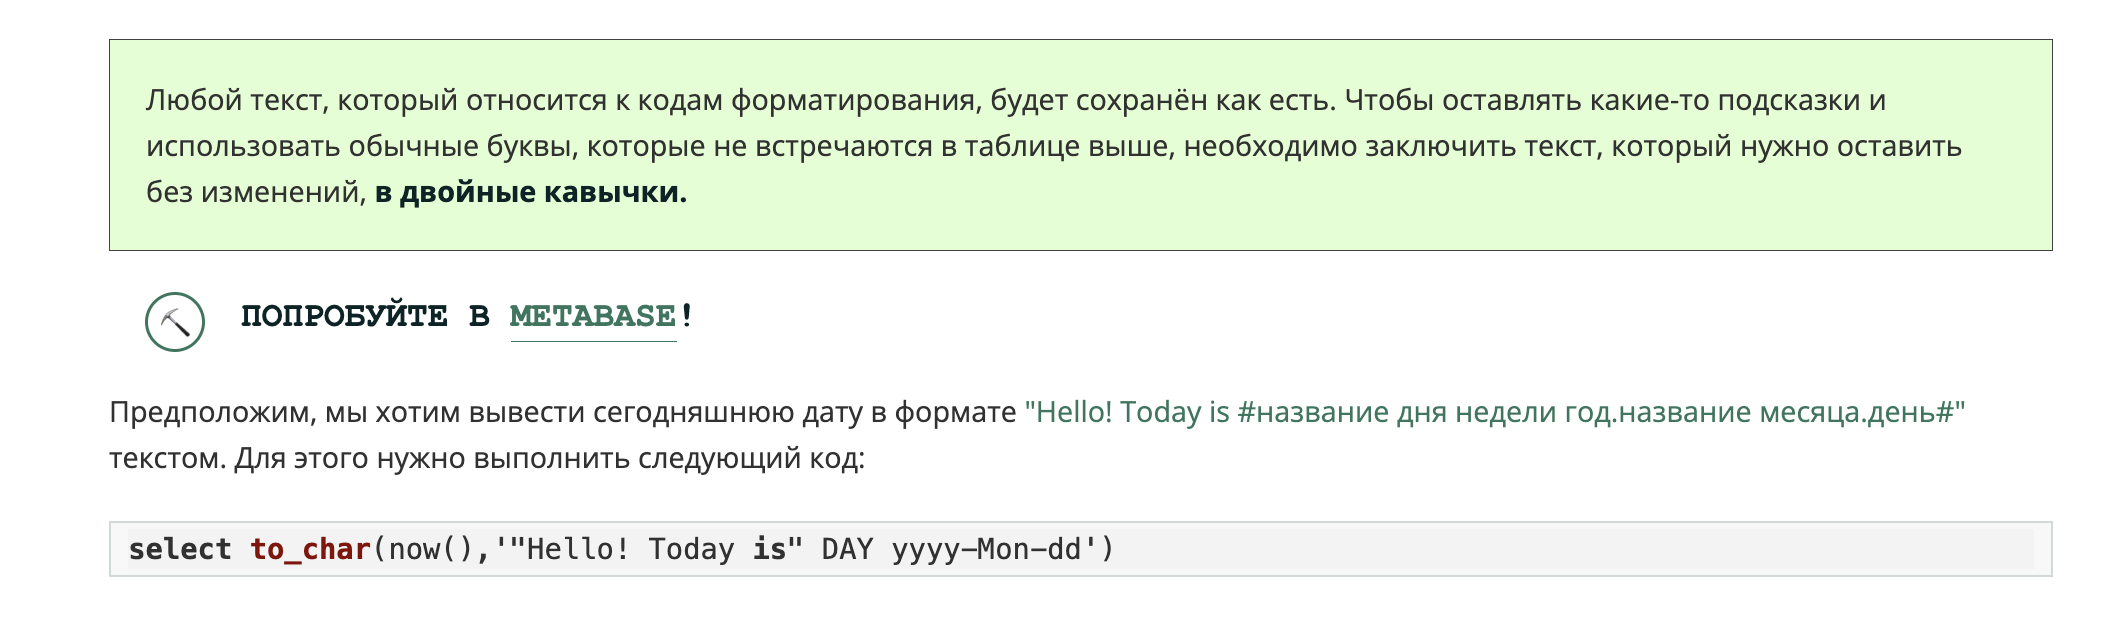 Любой текст, который относится к кодам форматирования, будет сохранён как есть. Чтобы оставлять какие-то подсказки и
использовать обычные буквы, которые не встречаются в таблице выше, необходимо заключить текст, который нужно оставить
без изменений, в двойные кавычки.
ПОПРОБУЙТЕ В METABASE!
Предположим, мы хотим вывести сегодняшнюю дату в формате "Hello! Today is #название дня недели год.название месяца.день#"
текстом. Для этого нужно выполнить следующий код:
select to_char(now(),'"Hello! Today is" DAY yyyy-Mon-dd')